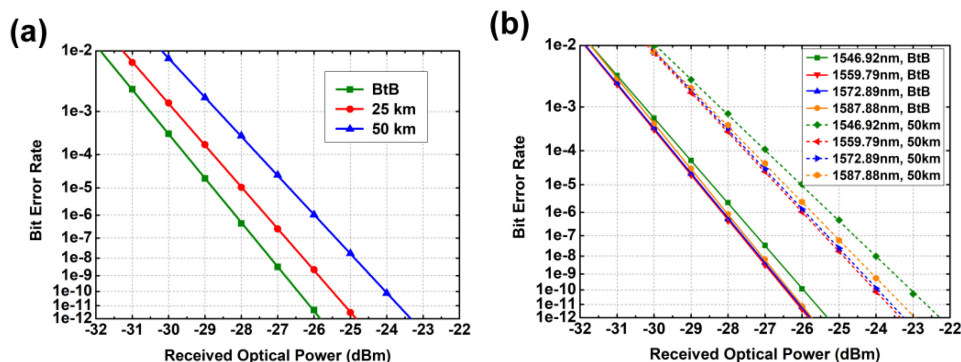 (a)
Bit Error Rate
1e-2
1e-3
1e-4
1e-5
1e-6
1e-7
1e-8
1e-9
1e-10
1e-11
1e-12
-32 -31 -30 -29 -28 -27 -26 -25 -24 -23 -22
Received Optical Power (dBm)
BtB
25 km
50 km
(b)
Bit Error Rate
1e-2
1e-3
1e-4
1e-5
1e-6
1e-7
1e-8
1e-9
1e-10
1e-11
1e-12
-32 -31 -30 -29 -28 -27 -26 -25 -24 -23 -22
Received Optical Power (dBm)
1546.92nm, BtB
1559.79nm, BtB
1572.89nm, BtB
1587.88nm, BtB
1546.92nm, 50km
1559.79nm, 50km
1572.89nm, 50km
1587.88nm, 50km